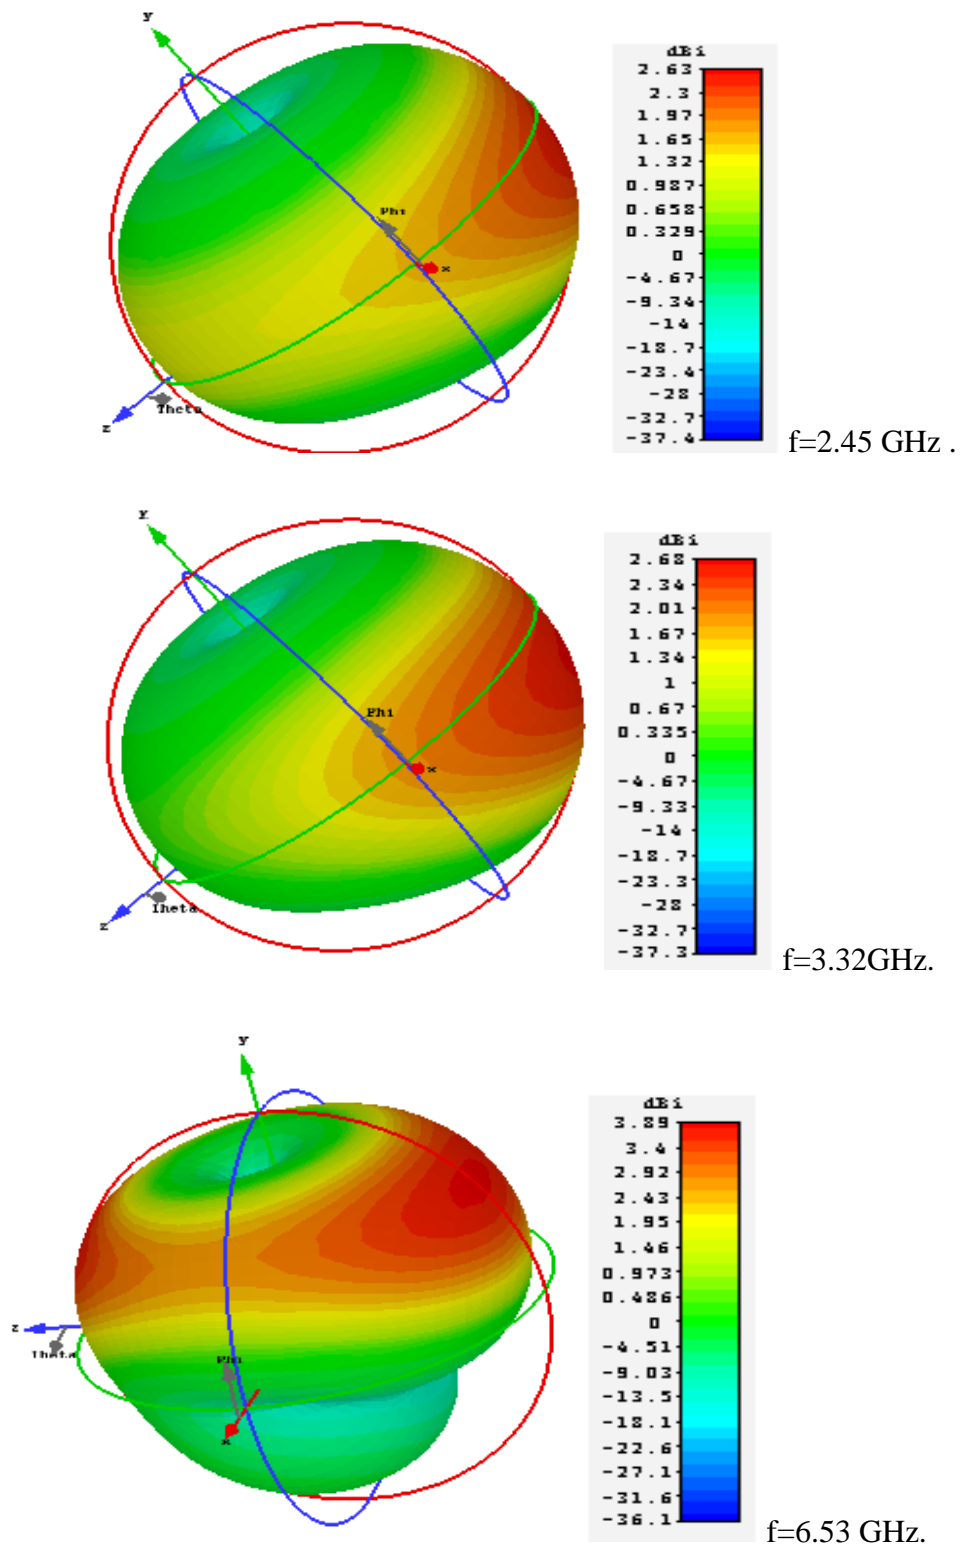 y
dBi
2.63
2.3
1.97
1.65
1.32
0.987
0.658
0.329
0
-4.67
-9.34
-14
-18.7
-23.4
-28
-32.7
-37.4
Phi
x
Theta
z
f=2.45 GHz .
y
dBi
2.68
2.34
2.01
1.67
1.34
1
0.67
0.335
0
-4.67
-9.33
-14
-18.7
-23.3
-28
-32.7
-37.3
Phi
x
Theta
z
f=3.32GHz.
y
dBi
3.89
3.4
2.92
2.43
1.95
1.46
0.973
0.486
0
-4.51
-9.03
-13.5
-18.1
-22.6
-27.1
-31.6
-36.1
z
Theta
Phi
x
f=6.53 GHz.